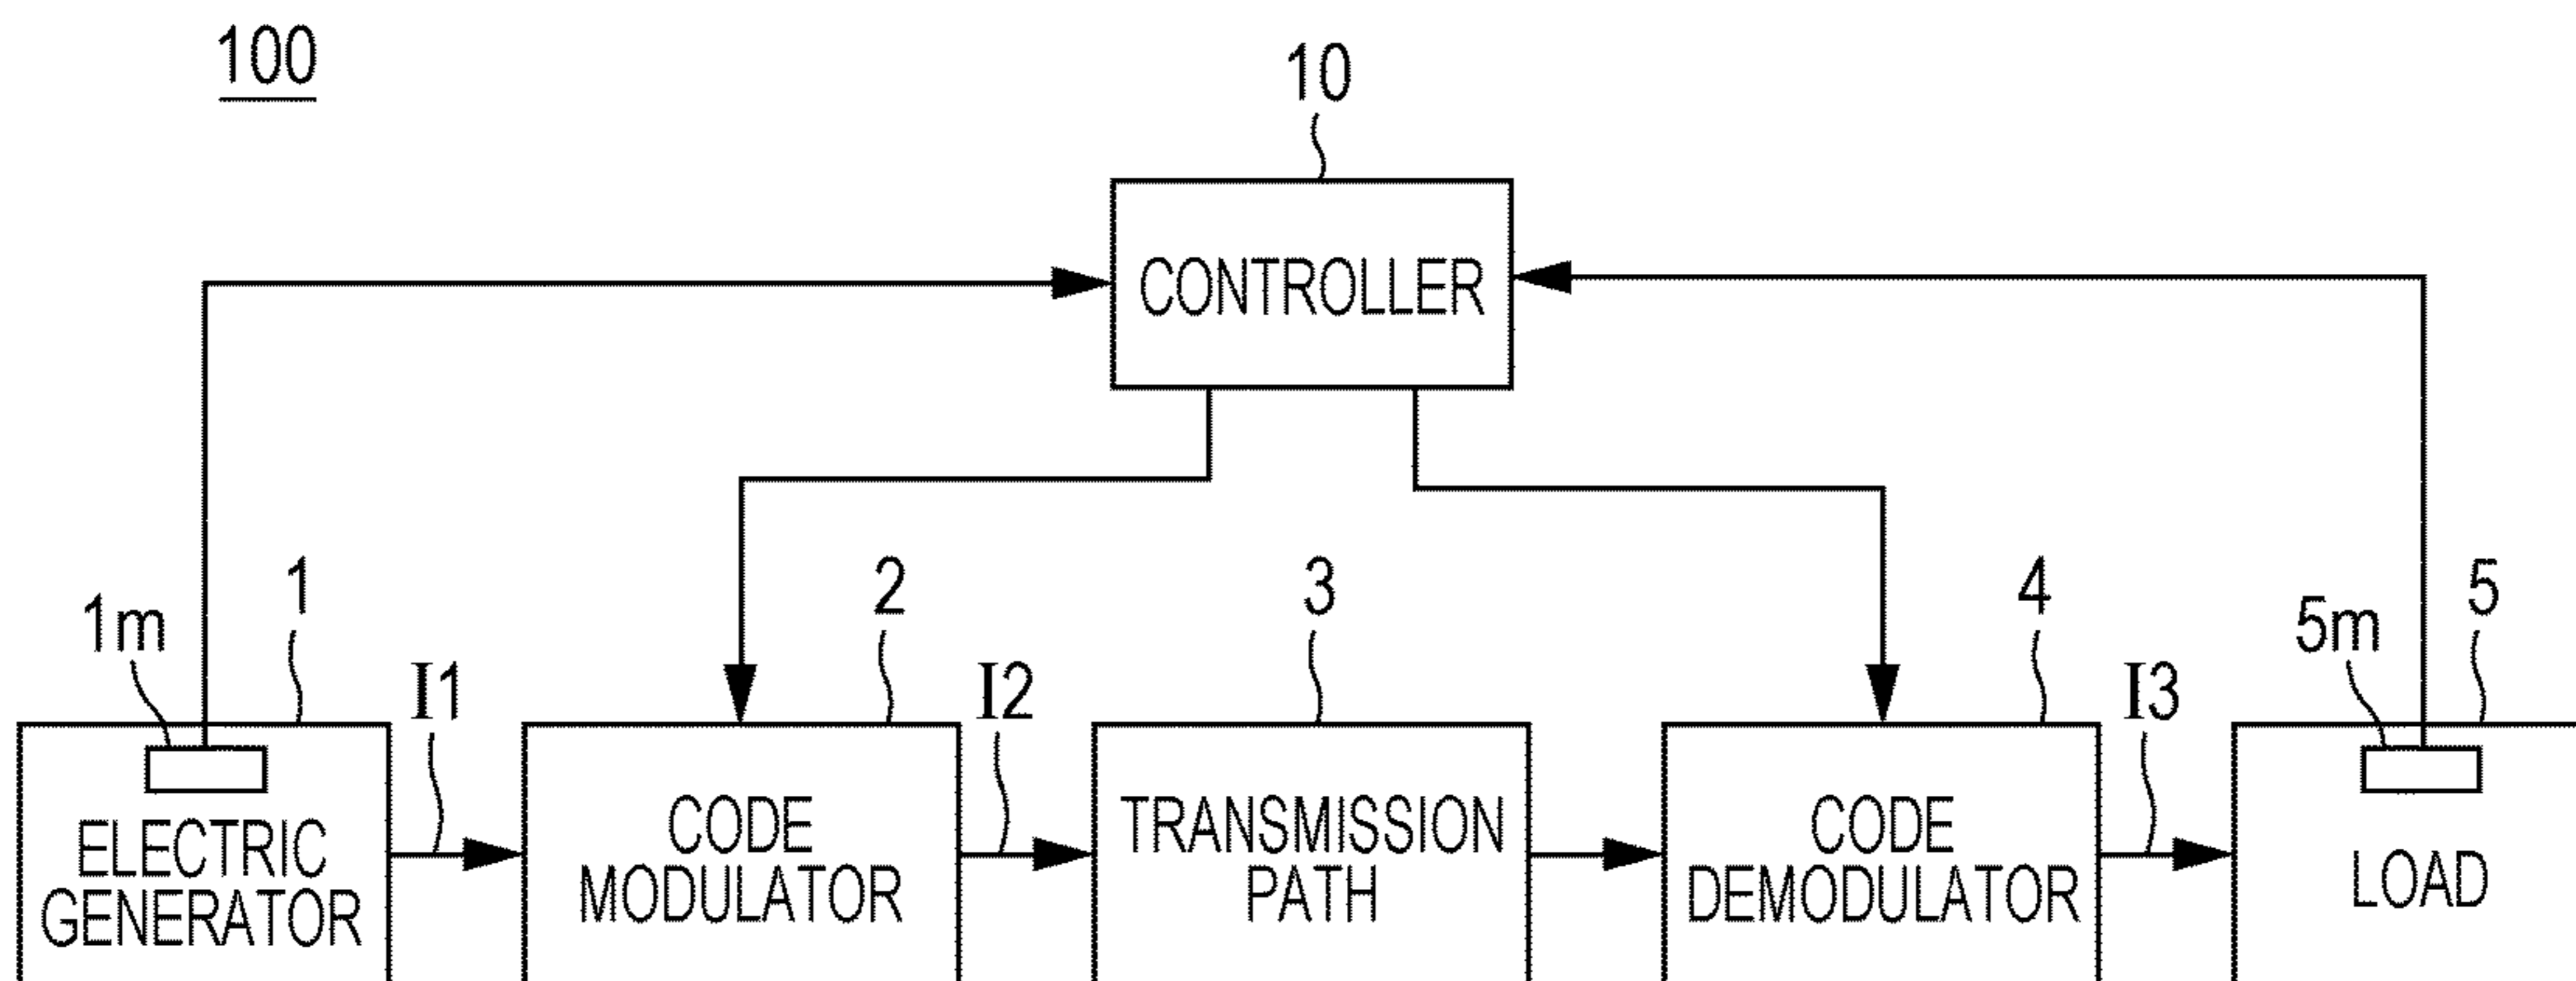 100
10
CONTROLLER
1m
1
I1
2
I2
3
4
I3
5m
5
ELECTRIC
GENERATOR
CODE
MODULATOR
TRANSMISSION
PATH
CODE
DEMODULATOR
LOAD